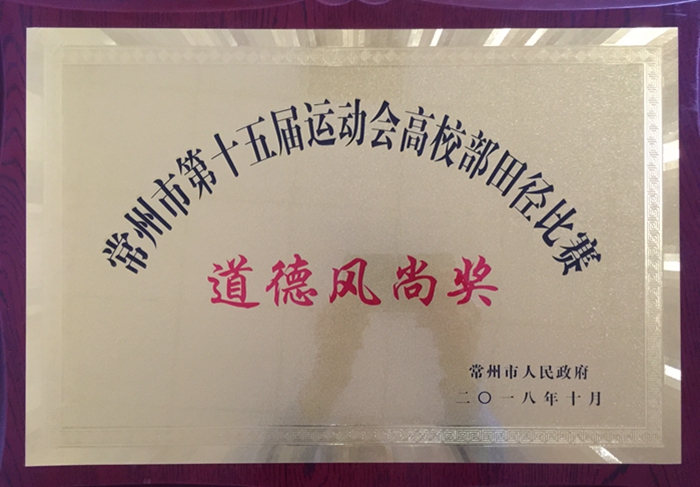 常州市第十五届运动会高校部田径比赛
道德风尚奖
常州市人民政府
二〇一八年十月